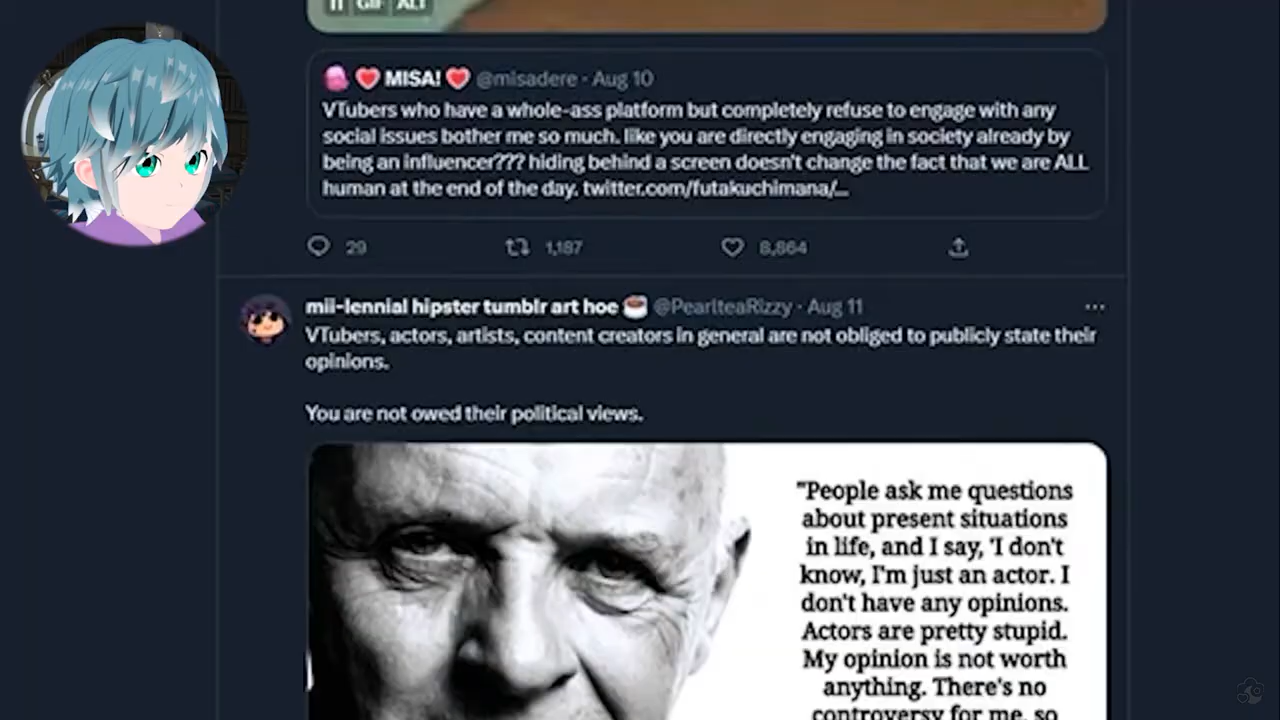 GIF ALT
MISA! @misadere · Aug 10
VTubers who have a whole-ass platform but completely refuse to engage with any
social issues bother me so much. like you are directly engaging in society already by
being an influencer??? hiding behind a screen doesn't change the fact that we are ALL
human at the end of the day. twitter.com/futakuchimana/...
29 1,187 8,864
mii-lennial hipster tumblr art hoe @PearlteaRizzy · Aug 11
VTubers, actors, artists, content creators in general are not obliged to publicly state their
opinions.
You are not owed their political views.
"People ask me questions
about present situations
in life, and I say, 'I don't
know, I'm just an actor. I
don't have any opinions.
Actors are pretty stupid.
My opinion is not worth
anything. There's no
controversy for me, so